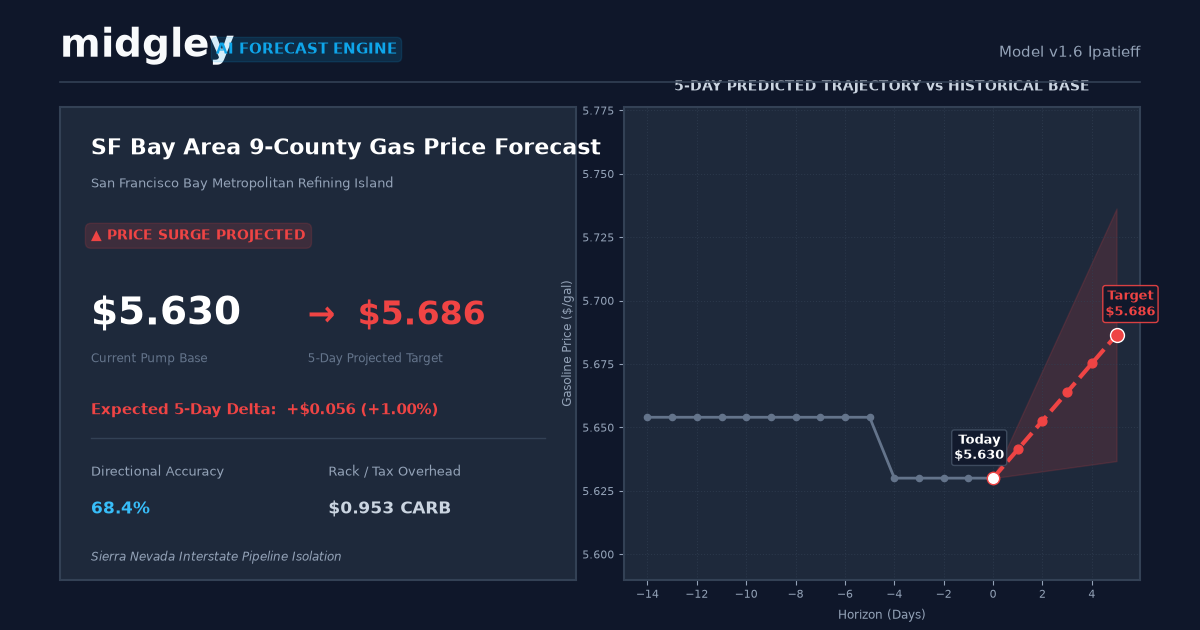 midgley
AI FORECAST ENGINE
Model v1.6 Ipatieff
SF Bay Area 9-County Gas Price Forecast
San Francisco Bay Metropolitan Refining Island
▲ PRICE SURGE PROJECTED
$5.630
→ $5.686
Current Pump Base
5-Day Projected Target
Expected 5-Day Delta: +$0.056 (+1.00%)
Directional Accuracy
Rack / Tax Overhead
68.4%
$0.953 CARB
Sierra Nevada Interstate Pipeline Isolation
5-DAY PREDICTED TRAJECTORY vs HISTORICAL BASE
Gasoline Price ($/gal)
5.775
5.750
5.725
5.700
5.675
5.650
5.625
5.600
Target
$5.686
Today
$5.630
−14 −12 −10 −8 −6 −4 −2 0 2 4
Horizon (Days)